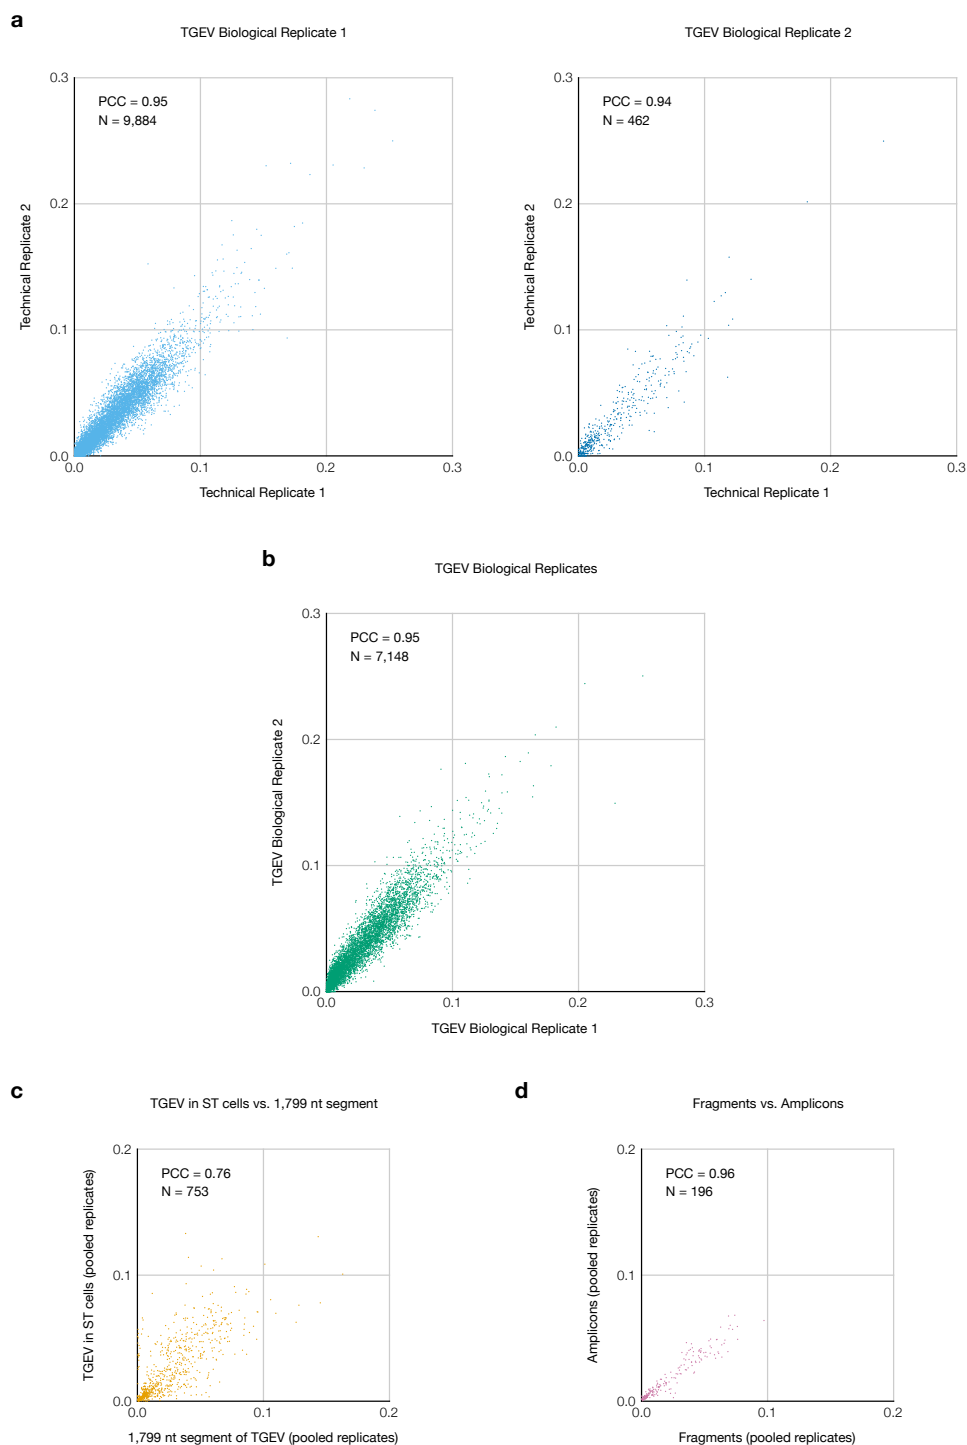 a
TGEV Biological Replicate 1
TGEV Biological Replicate 2
0.3
PCC = 0.95
N = 9,884
0.2
Technical Replicate 2
0.1
0.0
0.0 0.1 0.2 0.3
Technical Replicate 1
0.3
PCC = 0.94
N = 462
0.2
Technical Replicate 2
0.1
0.0
0.0 0.1 0.2 0.3
Technical Replicate 1
b
TGEV Biological Replicates
0.3
PCC = 0.95
N = 7,148
0.2
TGEV Biological Replicate 2
0.1
0.0
0.0 0.1 0.2 0.3
TGEV Biological Replicate 1
c
TGEV in ST cells vs. 1,799 nt segment
0.2
PCC = 0.76
N = 753
TGEV in ST cells (pooled replicates)
0.1
0.0
0.0 0.1 0.2
1,799 nt segment of TGEV (pooled replicates)
d
Fragments vs. Amplicons
0.2
PCC = 0.96
N = 196
Amplicons (pooled replicates)
0.1
0.0
0.0 0.1 0.2
Fragments (pooled replicates)